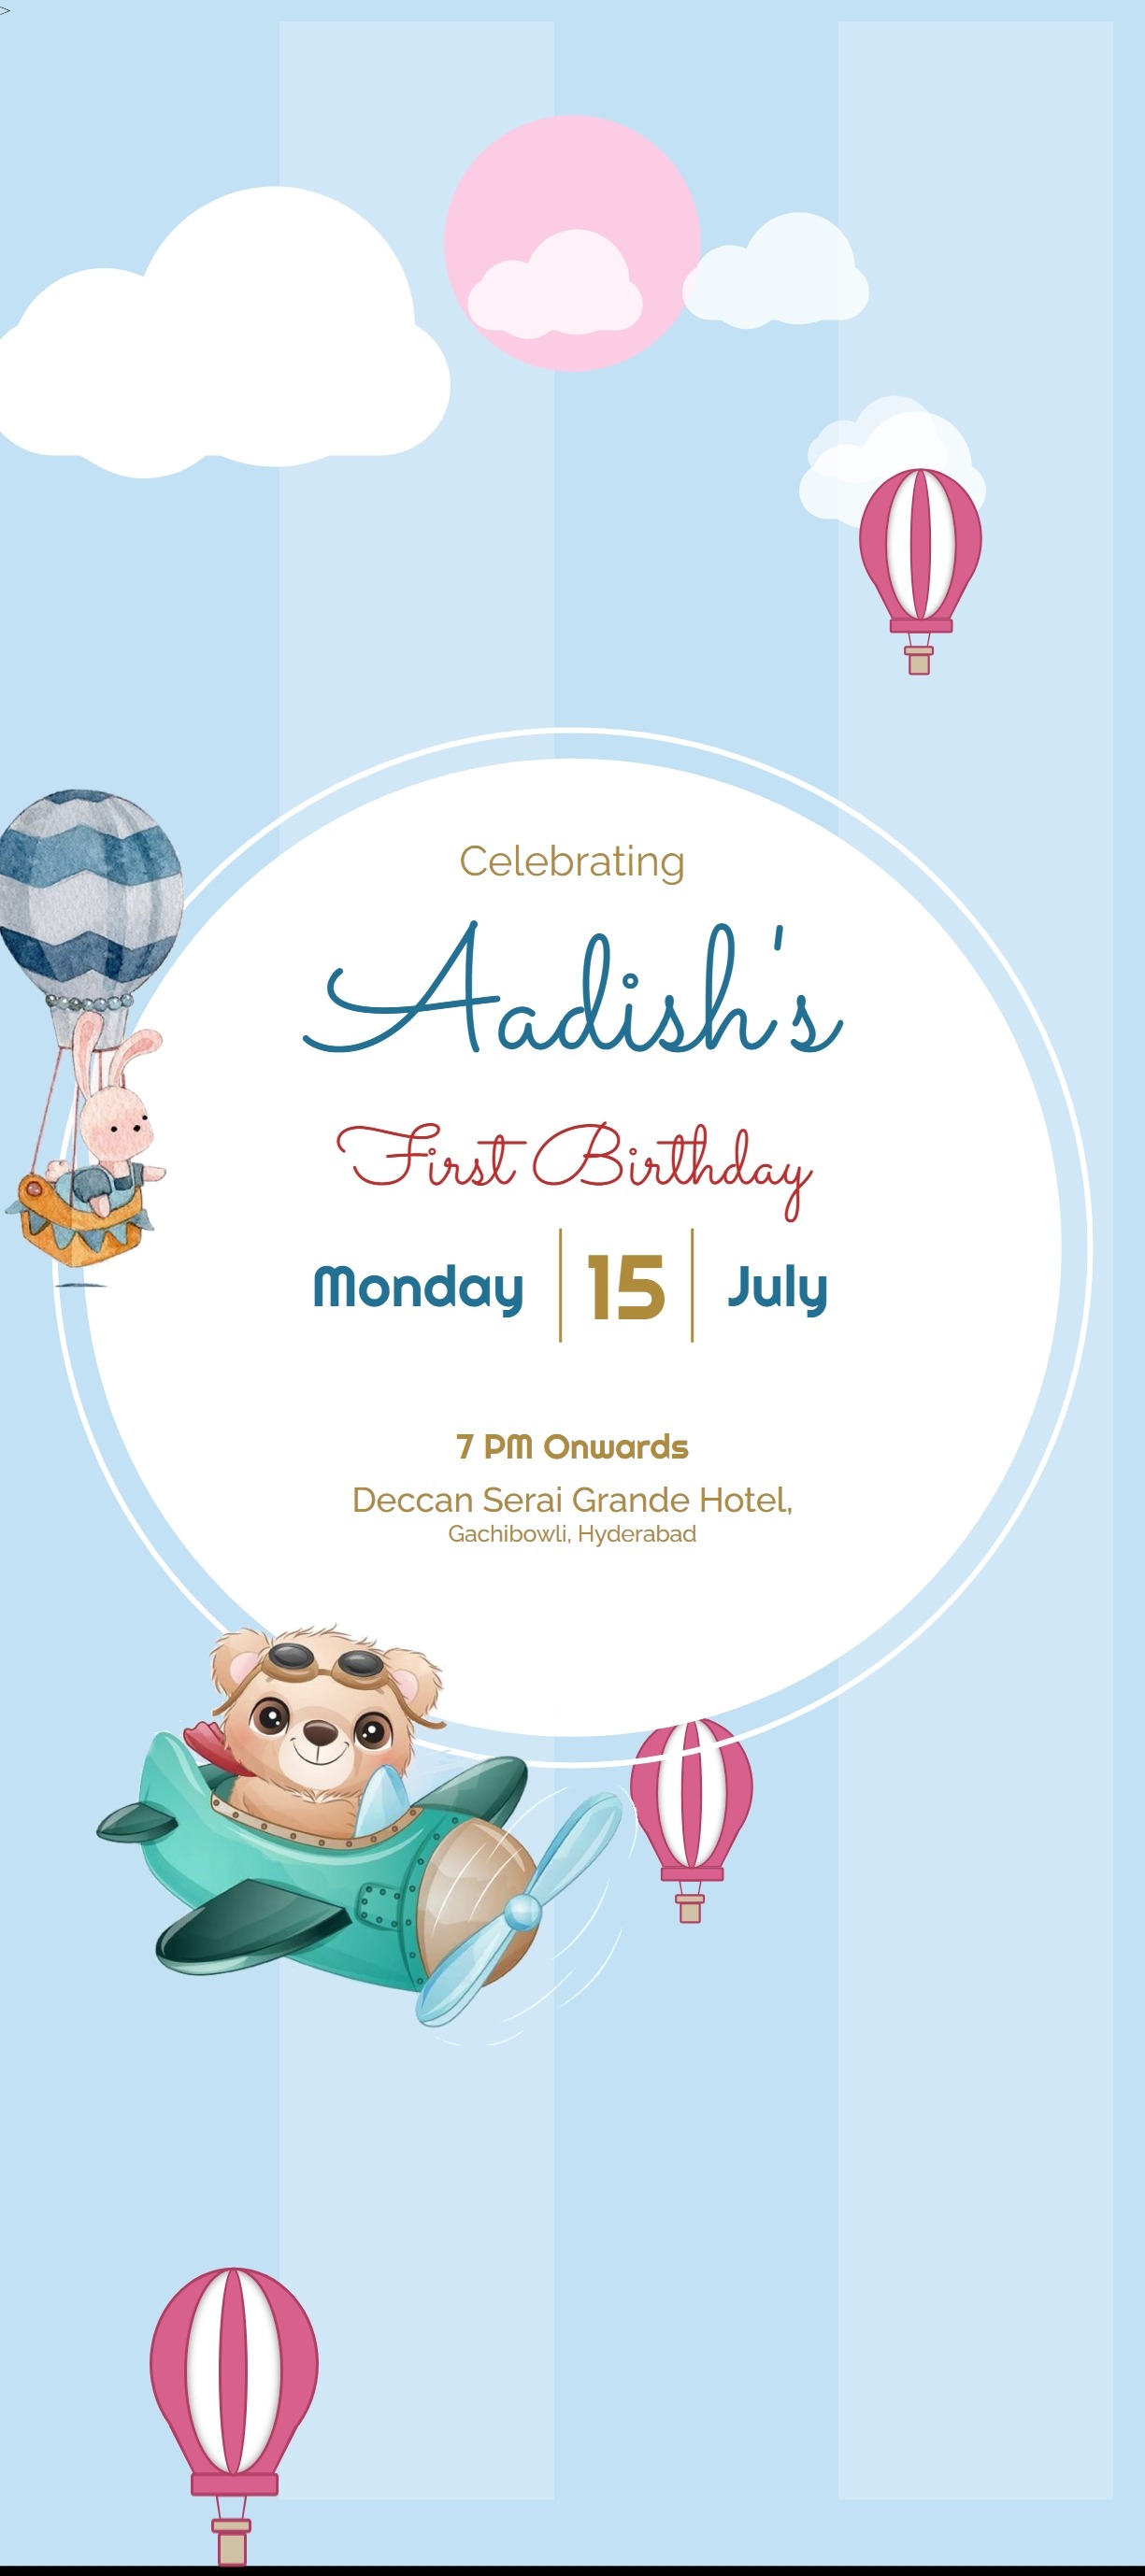 >
Celebrating
Aadish's
First Birthday
Monday 15 July
7 PM Onwards
Deccan Serai Grande Hotel,
Gachibowli, Hyderabad